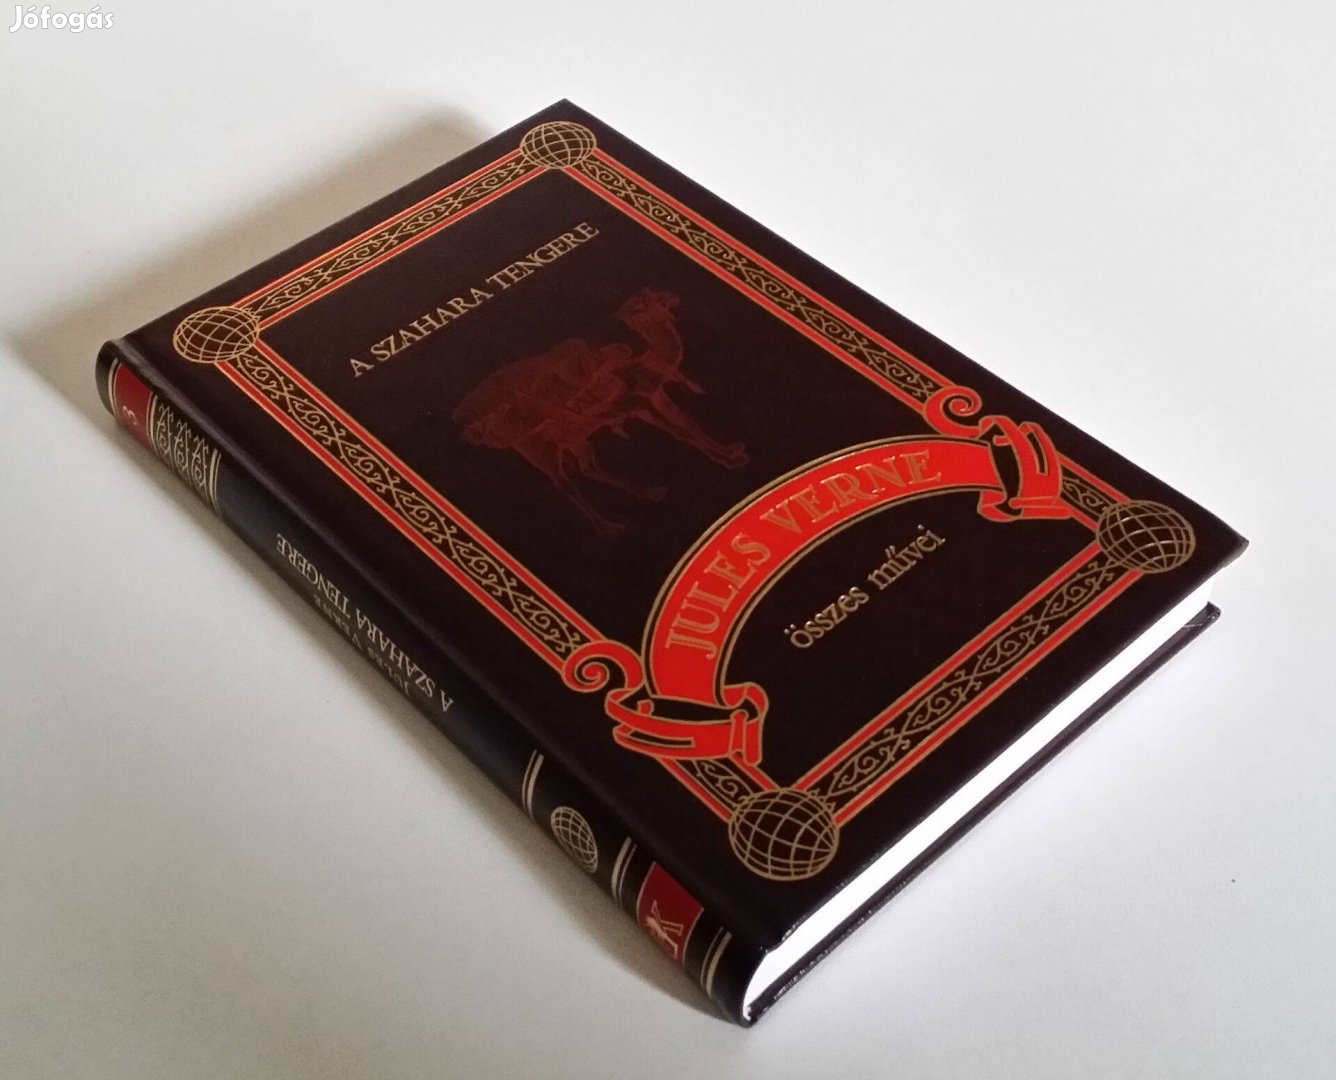 Jófogás
A SZAHARA TENGERE
JULES VERNE
összes művei
3
JULES VERNE
A SZAHARA TENGERE
K